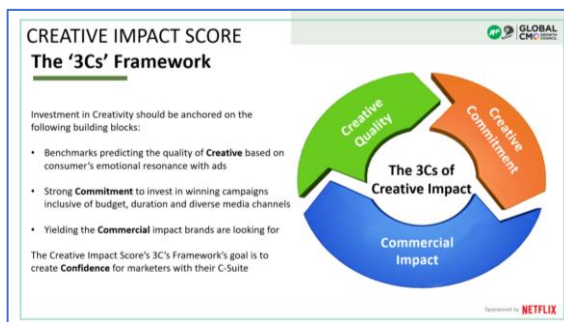 CREATIVE IMPACT SCORE
The ‘3Cs’ Framework
GLOBAL
CMO GROWTH COUNCIL
Investment in Creativity should be anchored on the
following building blocks:
• Benchmarks predicting the quality of Creative based on
consumer’s emotional resonance with ads
• Strong Commitment to invest in winning campaigns
inclusive of budget, duration and diverse media channels
• Yielding the Commercial impact brands are looking for
The Creative Impact Score’s 3C’s Framework’s goal is to
create Confidence for marketers with their C-Suite
Creative
Quality
Creative
Commitment
The 3Cs of
Creative Impact
Commercial
Impact
Sponsored by NETFLIX